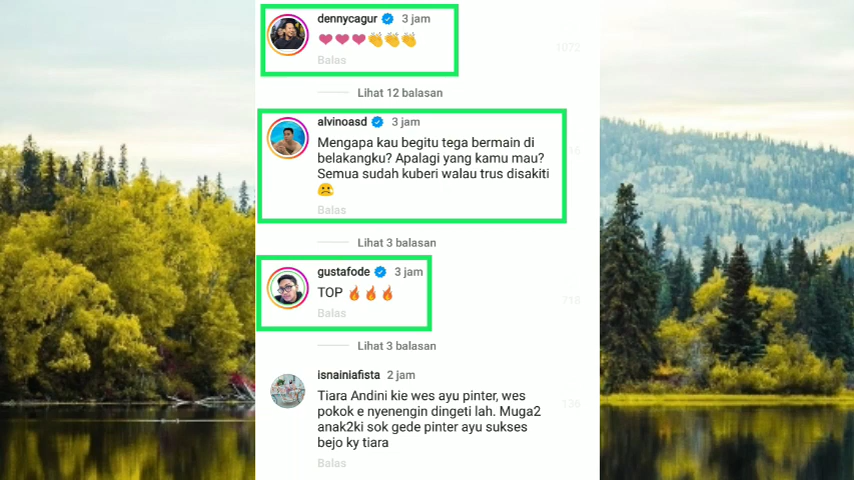 dennycagur 3 jam
❤❤❤👏👏👏
Balas
1072
Lihat 12 balasan
alvinoasd 3 jam
Mengapa kau begitu tega bermain di
belakangku? Apalagi yang kamu mau?
Semua sudah kuberi walau trus disakiti
☹
Balas
Lihat 3 balasan
gustafode 3 jam
TOP 🔥🔥🔥
718
Balas
Lihat 3 balasan
isnainiafista 2 jam
Tiara Andini kie wes ayu pinter, wes
pokok e nyenengin dingeti lah. Muga2
136
anak2ki sok gede pinter ayu sukses
bejo ky tiara
Balas